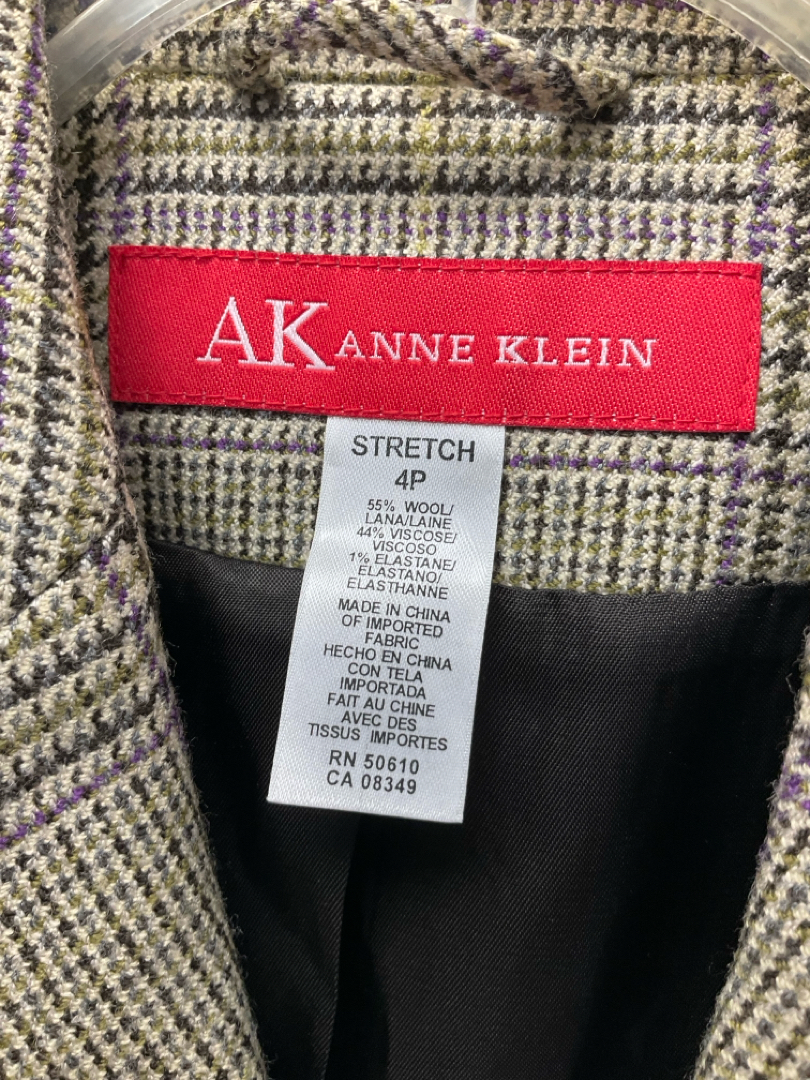 AK ANNE KLEIN
STRETCH
4P
55% WOOL/
LANA/LAINE
44% VISCOSE/
VISCOSO
1% ELASTANE/
ELASTANO/
ELASTHANNE
MADE IN CHINA
OF IMPORTED
FABRIC
HECHO EN CHINA
CON TELA
IMPORTADA
FAIT AU CHINE
AVEC DES
TISSUS IMPORTES
RN 50610
CA 08349